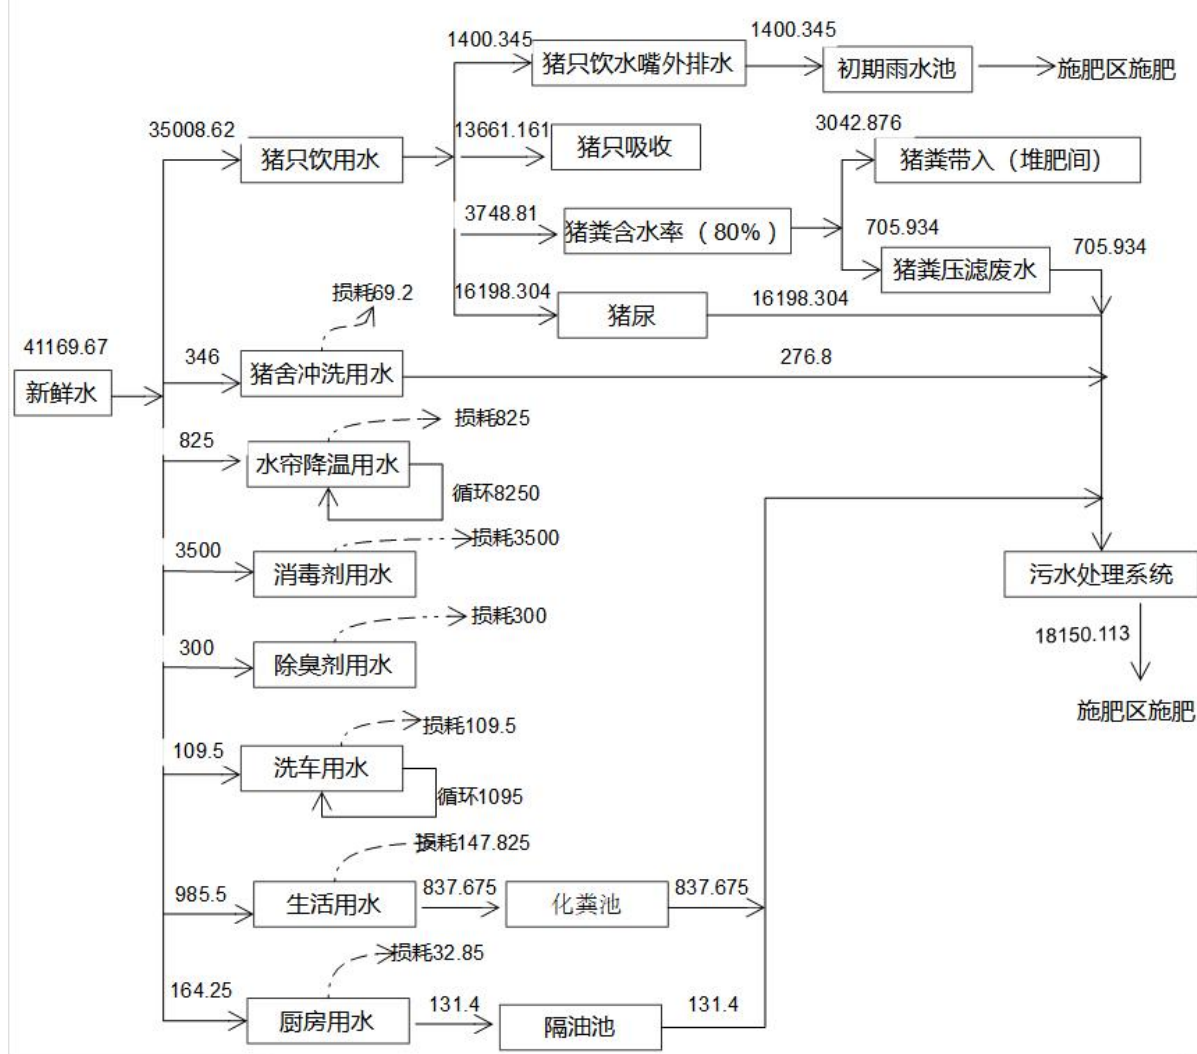 1400.345
猪只饮水嘴外排水
1400.345
初期雨水池
施肥区施肥
35008.62
猪只饮用水
13661.161
猪只吸收
3042.876
猪粪带入（堆肥间）
3748.81
猪粪含水率（80%）
705.934
猪粪压滤废水
705.934
16198.304
猪尿
16198.304
损耗69.2
41169.67
新鲜水
346
猪舍冲洗用水
276.8
损耗825
825
水帘降温用水
循环8250
损耗3500
3500
消毒剂用水
污水处理系统
18150.113
施肥区施肥
损耗300
300
除臭剂用水
损耗109.5
109.5
洗车用水
循环1095
损耗147.825
985.5
生活用水
837.675
化粪池
837.675
损耗32.85
164.25
厨房用水
131.4
隔油池
131.4